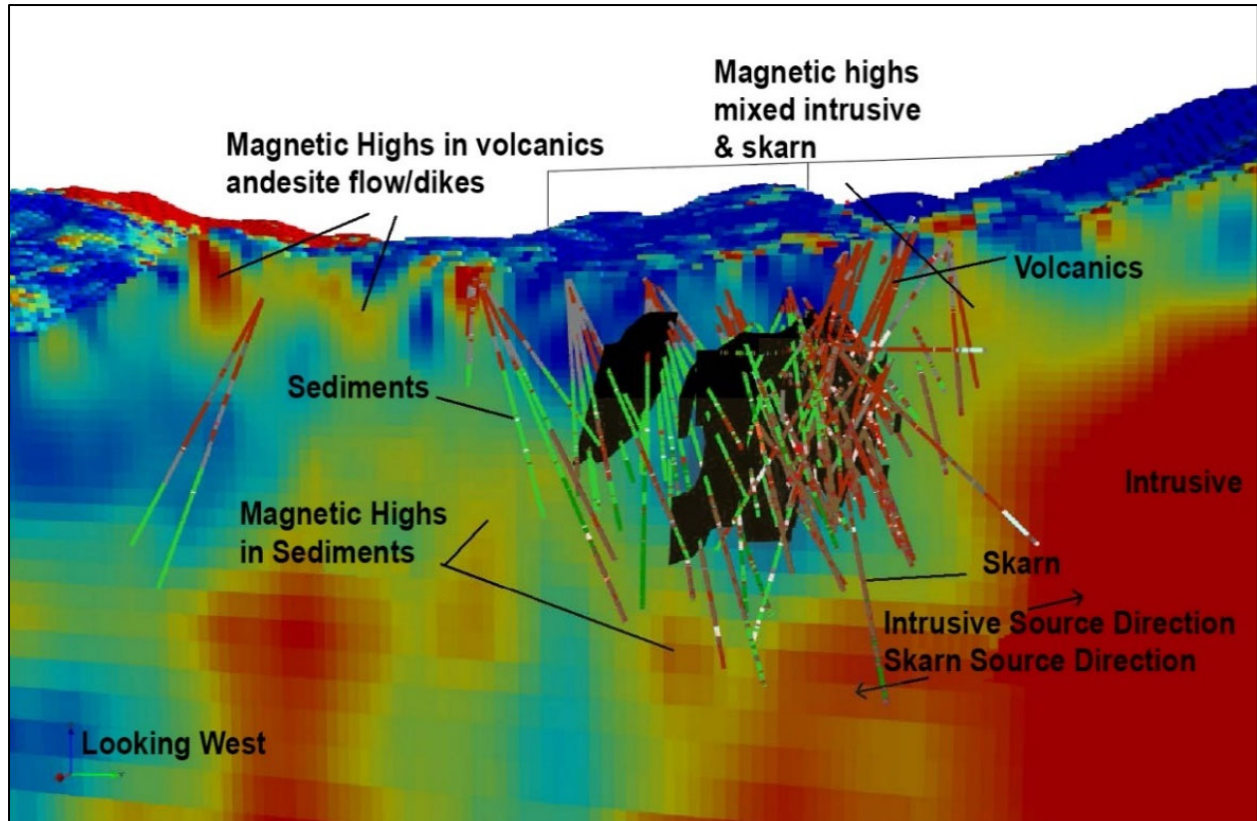 Magnetic highs
mixed intrusive
& skarn
Magnetic Highs in volcanics
andesite flow/dikes
Volcanics
Sediments
Intrusive
Magnetic Highs
in Sediments
Skarn
Intrusive Source Direction
Skarn Source Direction
Looking West